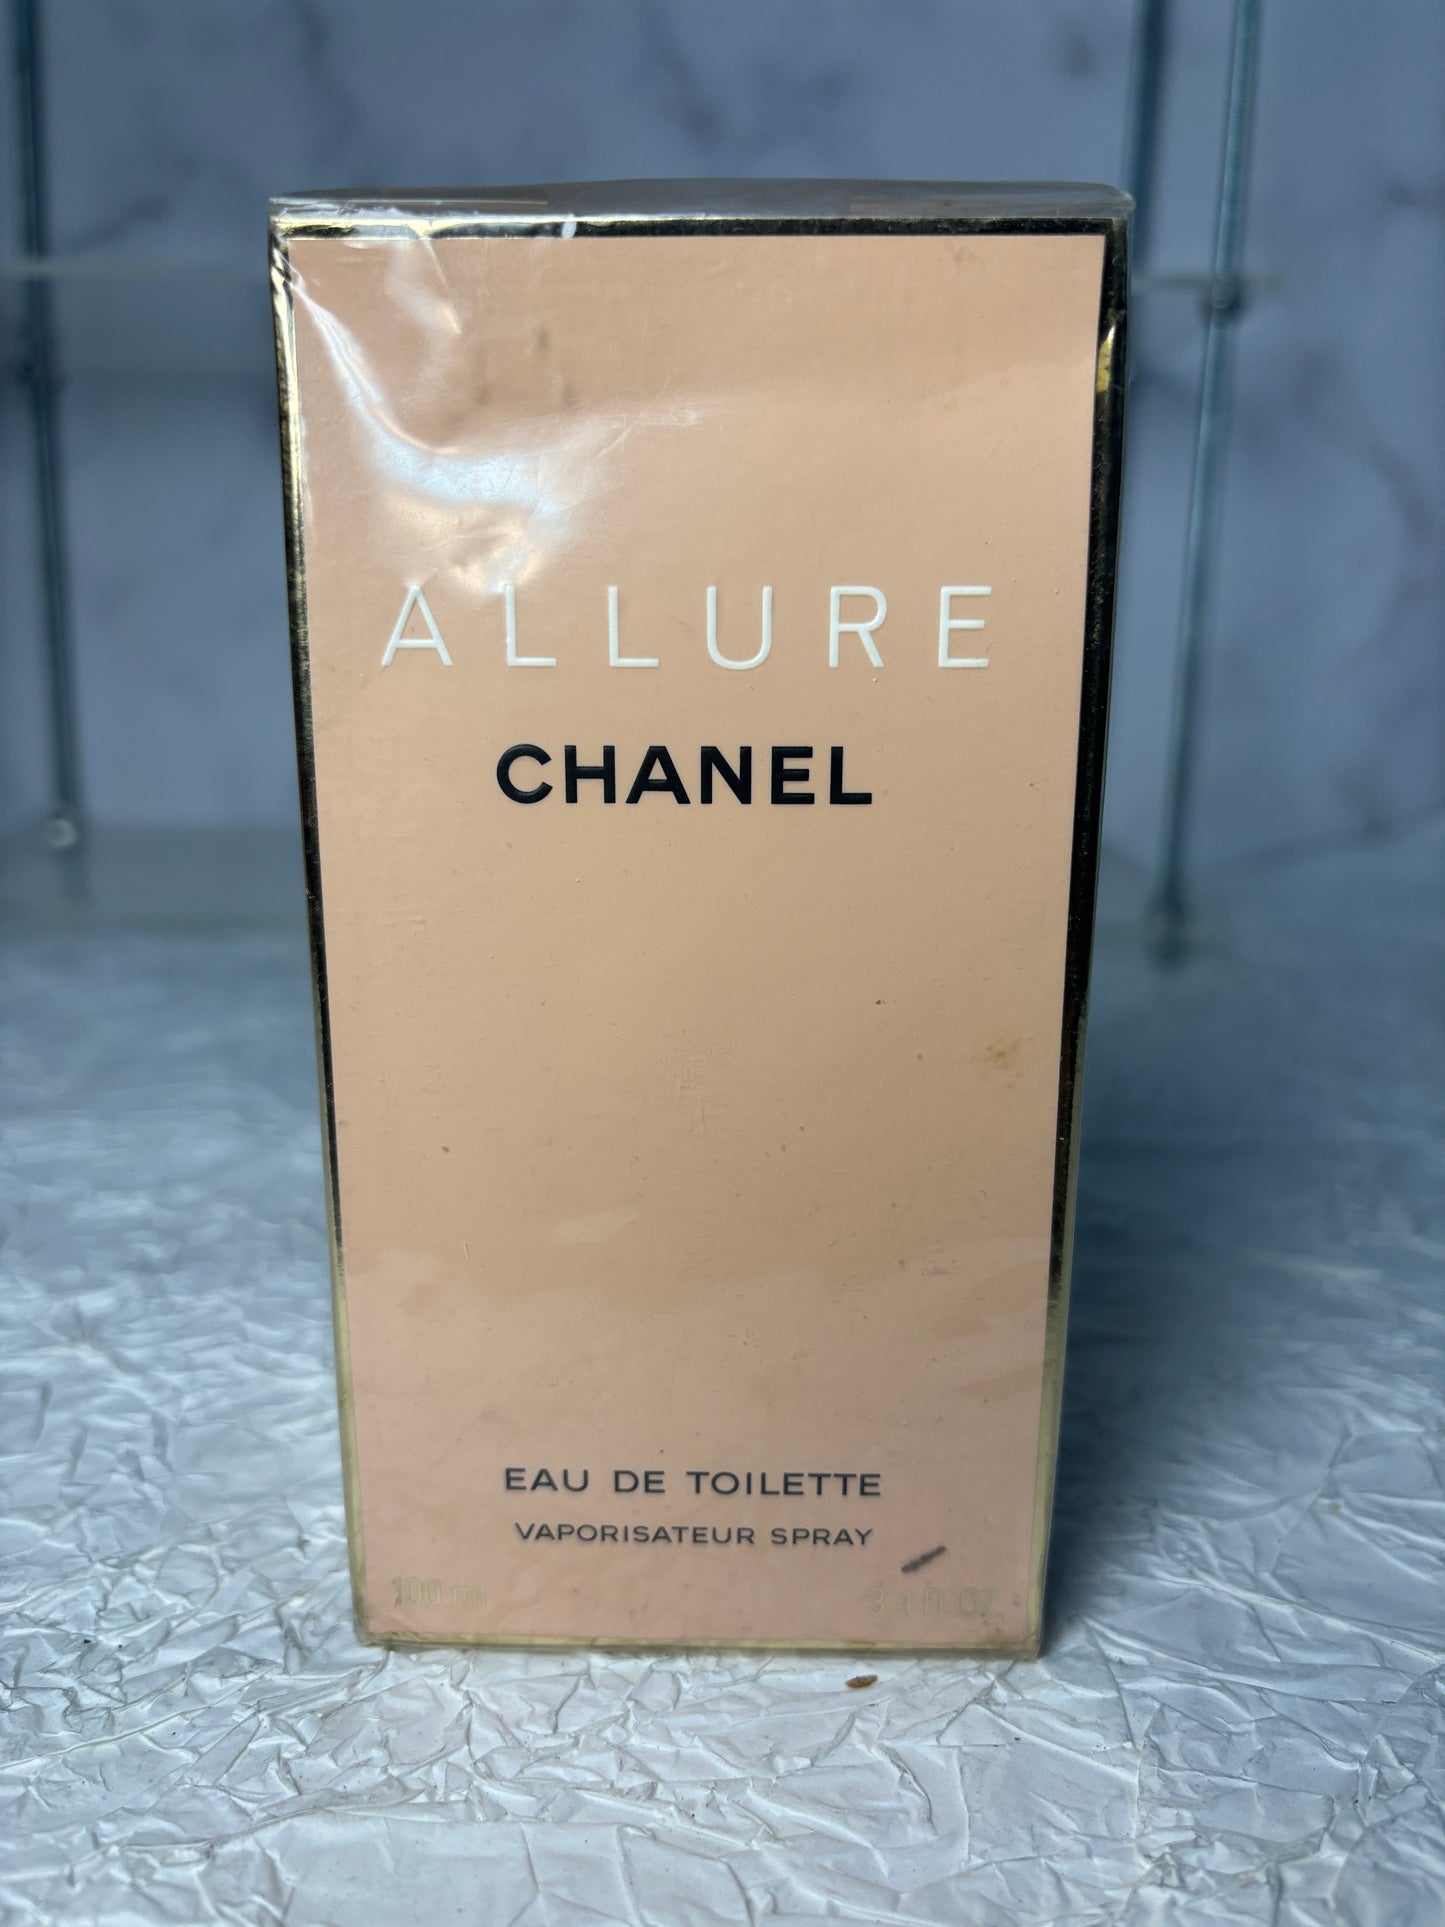 ALLURE
CHANEL
EAU DE TOILETTE
VAPORISATEUR SPRAY
100 ml 3.4 fl. OZ